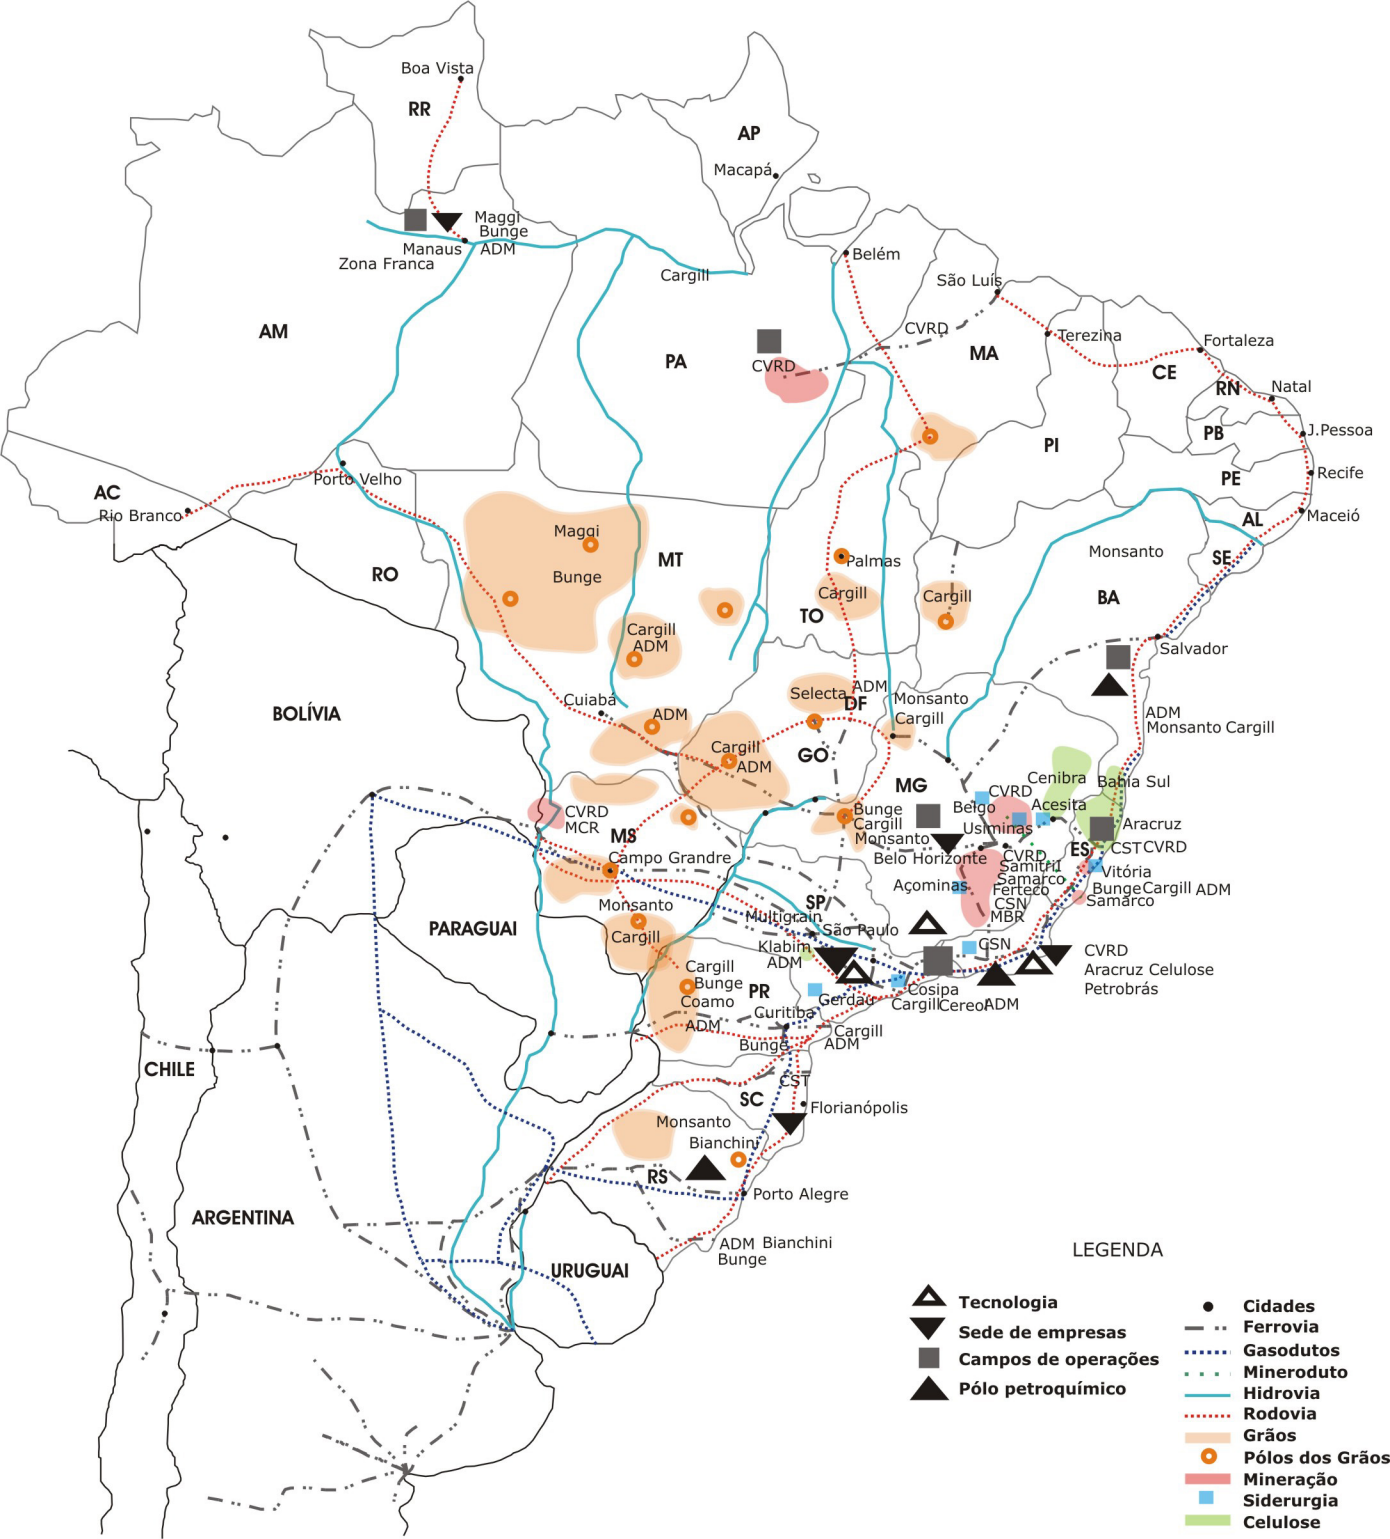 Boa Vista
RR
AP
Macapá
Maggi
Bunge
Manaus ADM
Zona Franca
Cargill
Belém
São Luís
CVRD
Terezina
Fortaleza
AM
PA
CVRD
MA
CE
RN
Natal
PB
J.Pessoa
PI
Recife
PE
Porto Velho
AC
Rio Branco
Maceió
AL
Maggi
Monsanto
SE
MT
Palmas
RO
Bunge
Cargill
Cargill
BA
TO
Cargill
ADM
Salvador
Selecta
ADM
DF
Monsanto
Cargill
Cuiabá
BOLÍVIA
ADM
ADM
Monsanto Cargill
Cargill
ADM
GO
MG
Cenibra
Bahia Sul
CVRD
Belgo
Acesita
CVRD
MCR
Bunge
Cargill
Monsanto
Usiminas
Aracruz
MS
Belo Horizonte
CVRD
ES
CST CVRD
Campo Grande
Samitri
Samarco
Ferteco
CSN
MBR
Vitória
Açominas
Bunge Cargill ADM
Samarco
Monsanto
SP
Multigrain
São Paulo
PARAGUAI
Cargill
Klabim
ADM
CSN
CVRD
Aracruz Celulose
Petrobrás
Cargill
Bunge
Coamo
PR
Gerdau
Cosipa
Cargill
Cereol
ADM
Curitiba
ADM
Bunge
Cargill
ADM
CHILE
CST
SC
Florianópolis
Monsanto
Bianchini
RS
Porto Alegre
ARGENTINA
ADM Bianchini
Bunge
URUGUAI
LEGENDA
Tecnologia
Sede de empresas
Campos de operações
Pólo petroquímico
Cidades
Ferrovia
Gasodutos
Mineroduto
Hidrovia
Rodovia
Grãos
Pólos dos Grãos
Mineração
Siderurgia
Celulose